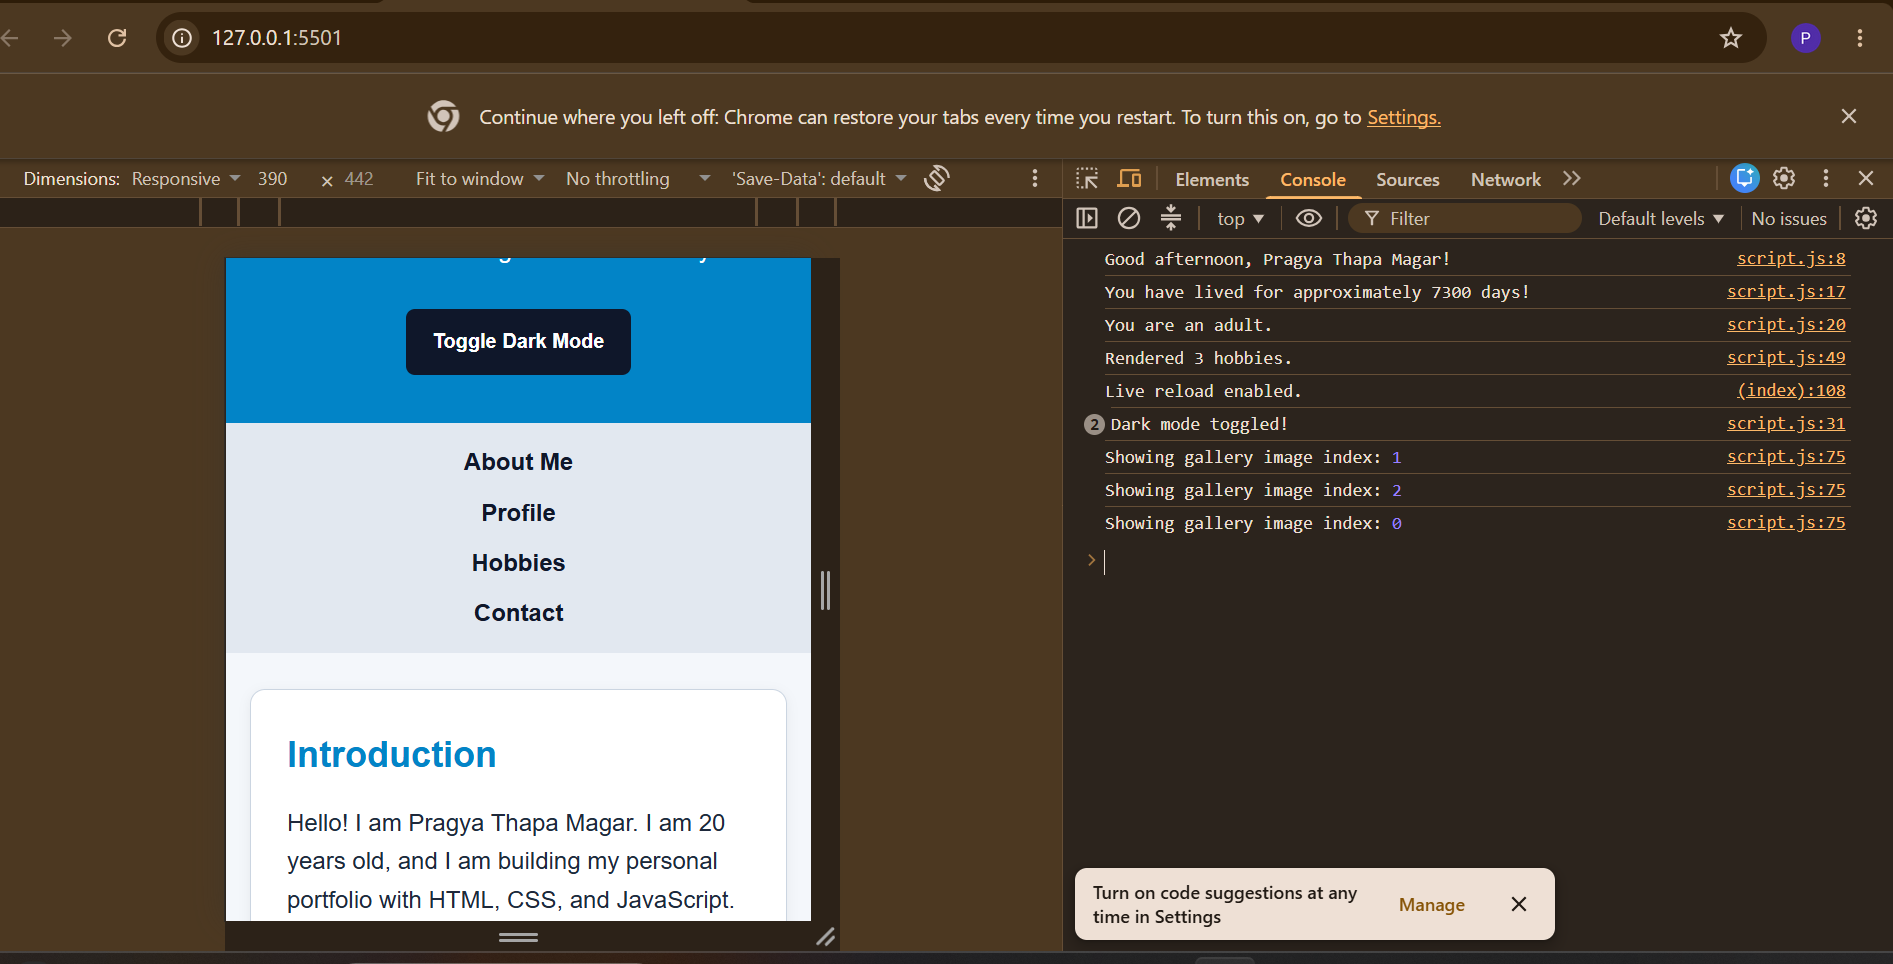 127.0.0.1:5501
P
Continue where you left off: Chrome can restore your tabs every time you restart. To turn this on, go to Settings.
Dimensions: Responsive 390 × 442 Fit to window No throttling 'Save-Data': default
Elements Console Sources Network
top Filter Default levels No issues
Toggle Dark Mode
About Me
Profile
Hobbies
Contact
Introduction
Hello! I am Pragya Thapa Magar. I am 20
years old, and I am building my personal
portfolio with HTML, CSS, and JavaScript.
Good afternoon, Pragya Thapa Magar! script.js:8
You have lived for approximately 7300 days! script.js:17
You are an adult. script.js:20
Rendered 3 hobbies. script.js:49
Live reload enabled. (index):108
2 Dark mode toggled! script.js:31
Showing gallery image index: 1 script.js:75
Showing gallery image index: 2 script.js:75
Showing gallery image index: 0 script.js:75
Turn on code suggestions at any
time in Settings
Manage